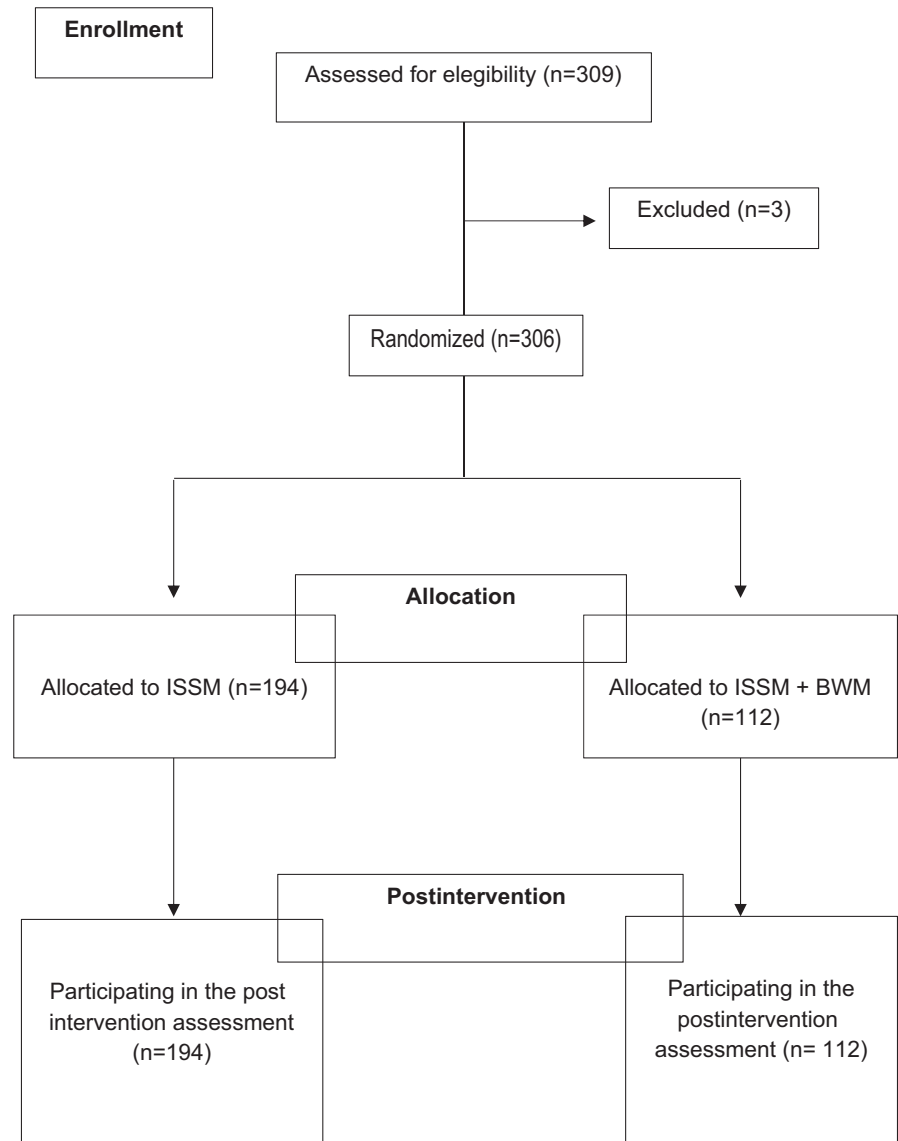 Enrollment
Assessed for elegibility (n=309)
Excluded (n=3)
Randomized (n=306)
Allocation
Allocated to ISSM (n=194)
Allocated to ISSM + BWM
(n=112)
Postintervention
Participating in the post
intervention assessment
(n=194)
Participating in the
postintervention
assessment (n= 112)